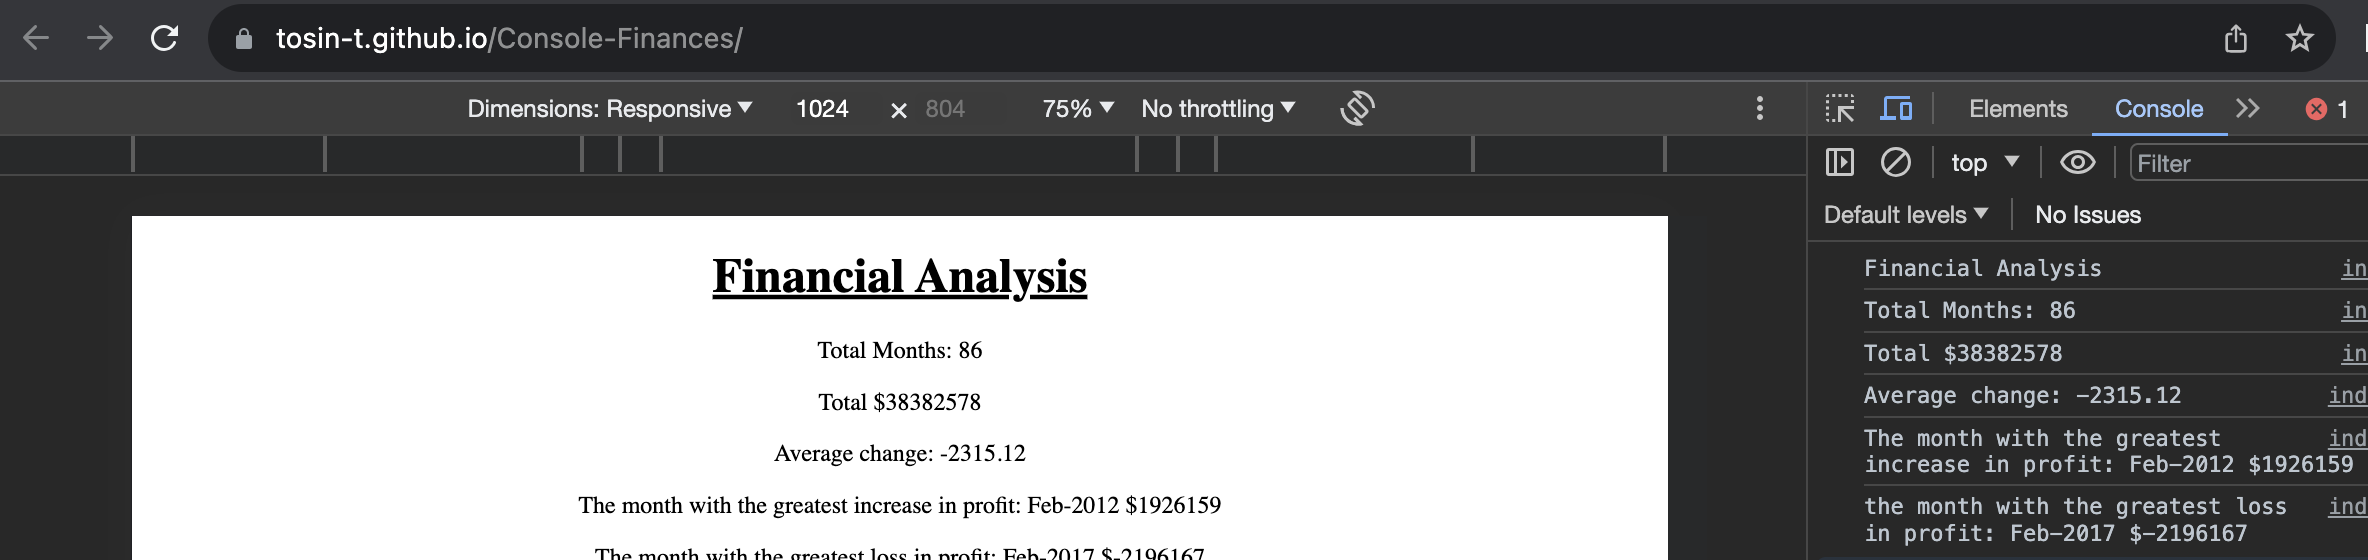 tosin-t.github.io/Console-Finances/
Dimensions: Responsive 1024 × 804 75% No throttling
Elements Console 1
top Filter
Default levels No Issues
Financial Analysis
Total Months: 86
Total $38382578
Average change: -2315.12
The month with the greatest increase in profit: Feb-2012 $1926159
The month with the greatest loss in profit: Feb-2017 $-2196167
Financial Analysis in
Total Months: 86 in
Total $38382578 in
Average change: -2315.12 ind
The month with the greatest ind
increase in profit: Feb-2012 $1926159
the month with the greatest loss ind
in profit: Feb-2017 $-2196167